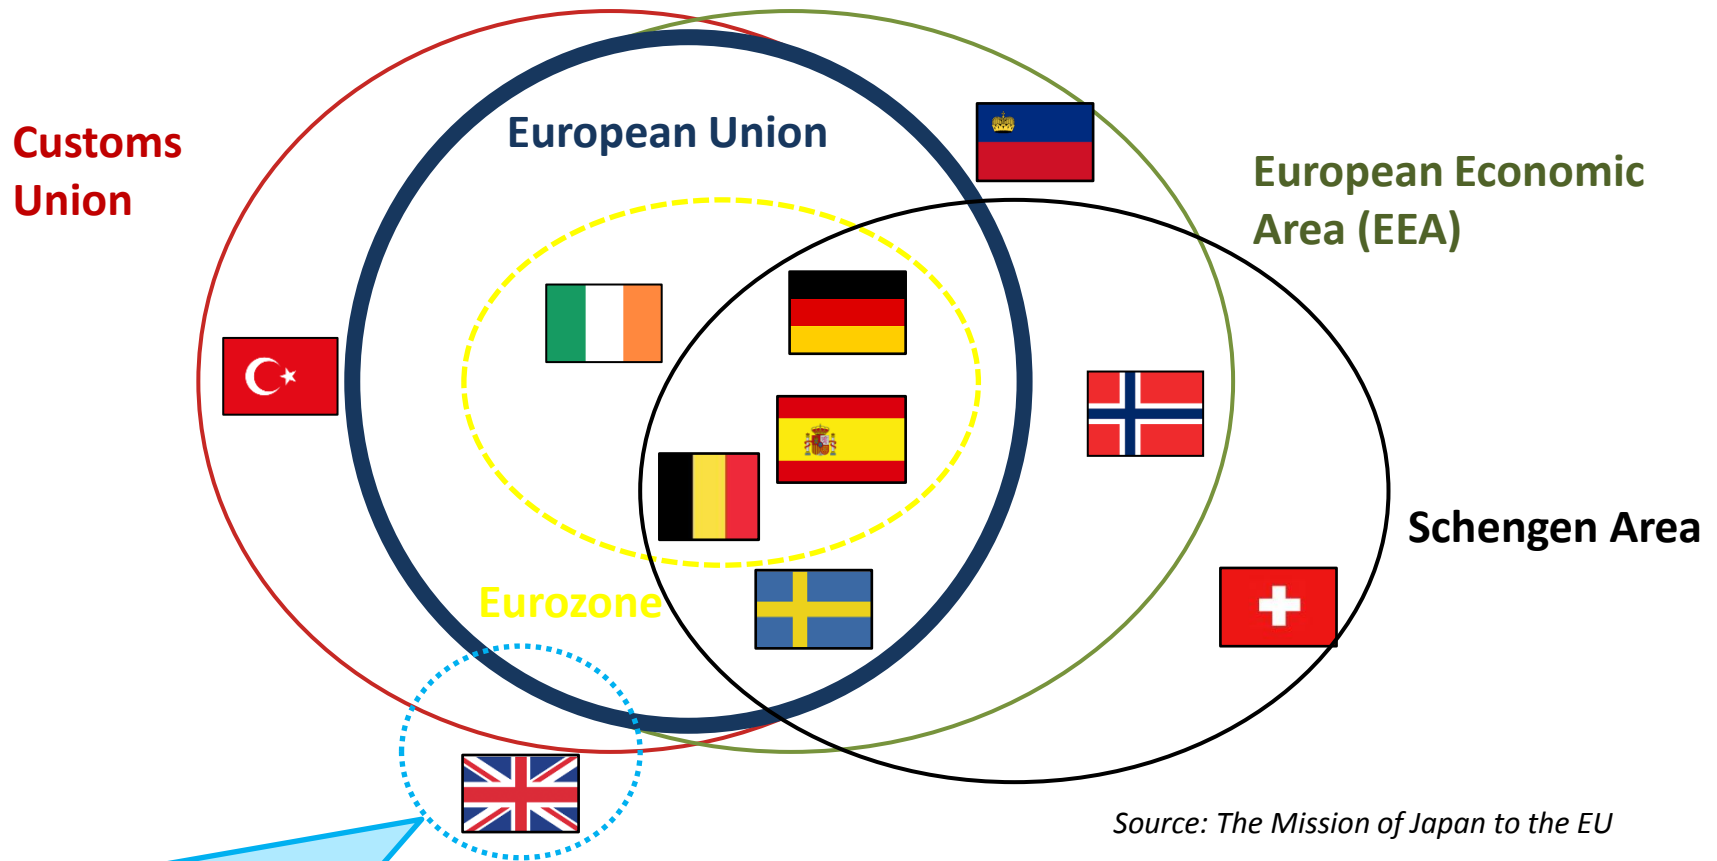 Customs
Union
European Union
European Economic
Area (EEA)
Schengen Area
Eurozone
Source: The Mission of Japan to the EU